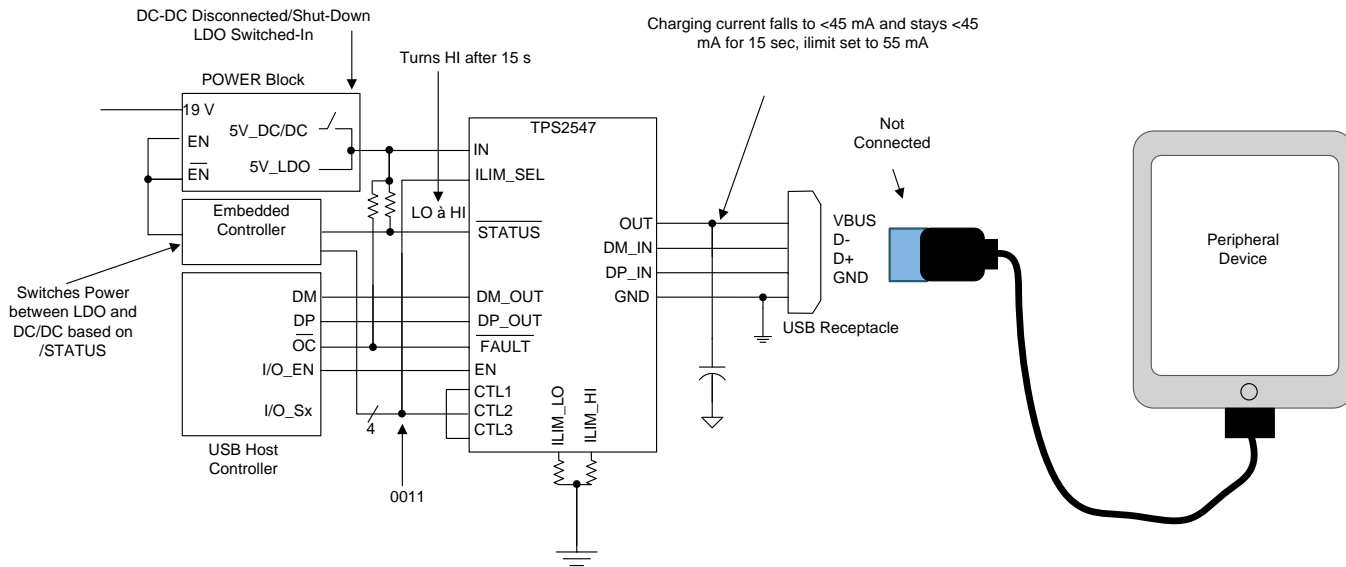 DC-DC Disconnected/Shut-Down
LDO Switched-In
Charging current falls to <45 mA and stays <45
mA for 15 sec, ilimit set to 55 mA
Turns HI after 15 s
POWER Block
19 V
EN
EN
5V_DC/DC
5V_LDO
LO à HI
TPS2547
IN
ILIM_SEL
STATUS
DM_OUT
DP_OUT
FAULT
EN
CTL1
CTL2
CTL3
ILIM_LO
ILIM_HI
OUT
DM_IN
DP_IN
GND
Not
Connected
VBUS
D-
D+
GND
USB Receptacle
Peripheral
Device
Embedded
Controller
Switches Power
between LDO and
DC/DC based on
/STATUS
DM
DP
OC
I/O_EN
I/O_Sx
USB Host
Controller
4
0011